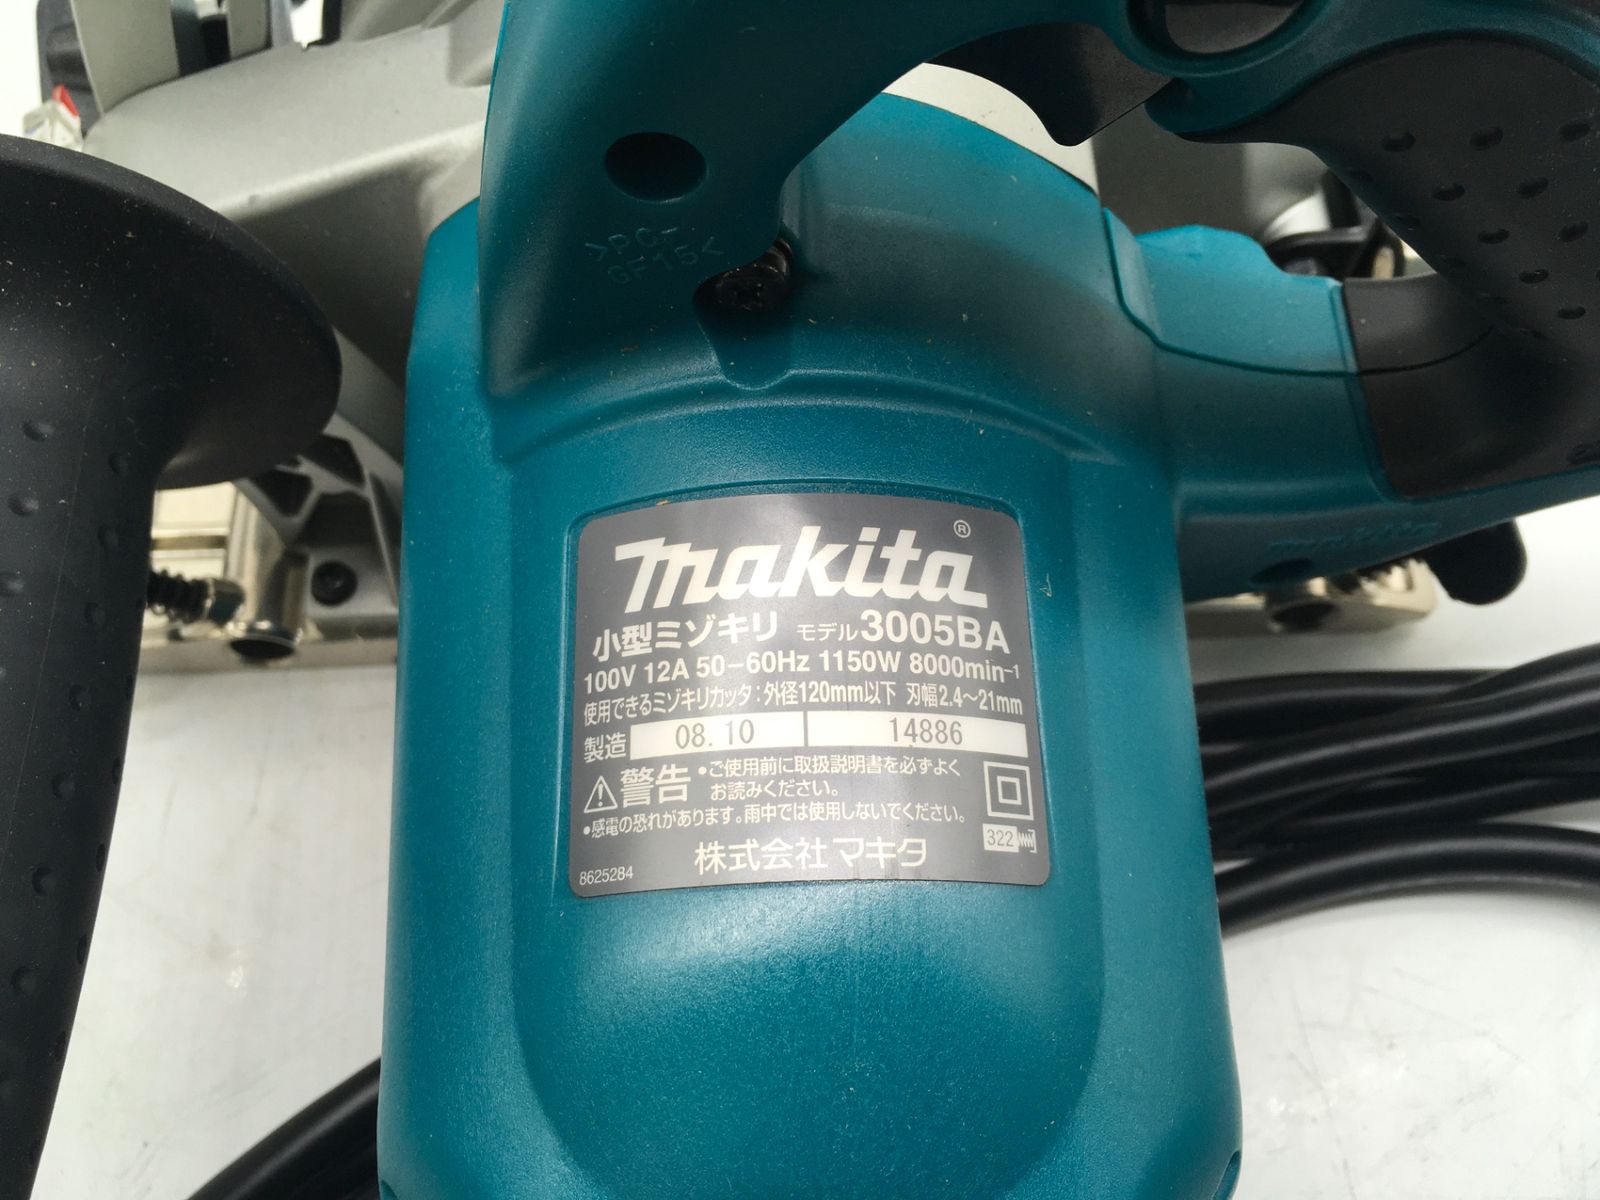 >PC-
GF15<
makita®
小型ミゾキリ モデル3005BA
100V 12A 50-60Hz 1150W 8000min⁻¹
使用できるミゾキリカッタ:外径120mm以下 刃幅2.4〜21mm
製造 08.10 14886
⚠警告 •ご使用前に取扱説明書を必ずよく
お読みください。
•感電の恐れがあります。雨中では使用しないでください。
322
株式会社マキタ
8625284
makita